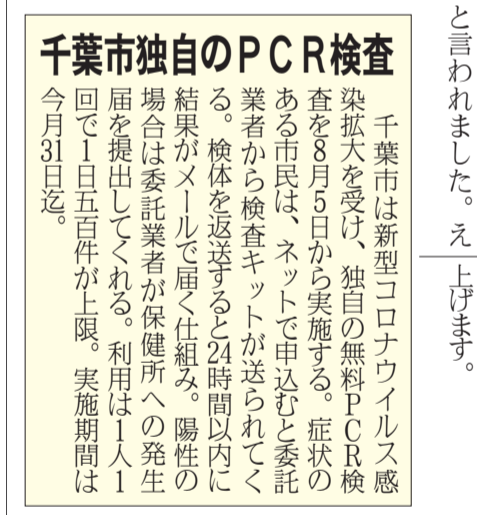 と言われました。え
上げます。
千葉市独自のＰＣＲ検査
千葉市は新型コロナウイルス感
染拡大を受け、独自の無料ＰＣＲ検
査を８月５日から実施する。症状の
ある市民は、ネットで申込むと委託
業者から検査キットが送られてく
る。検体を返送すると24時間以内に
結果がメールで届く仕組み。陽性の
場合は委託業者が保健所への発生
届を提出してくれる。利用は１人１
回で１日五百件が上限。実施期間は
今月31日迄。